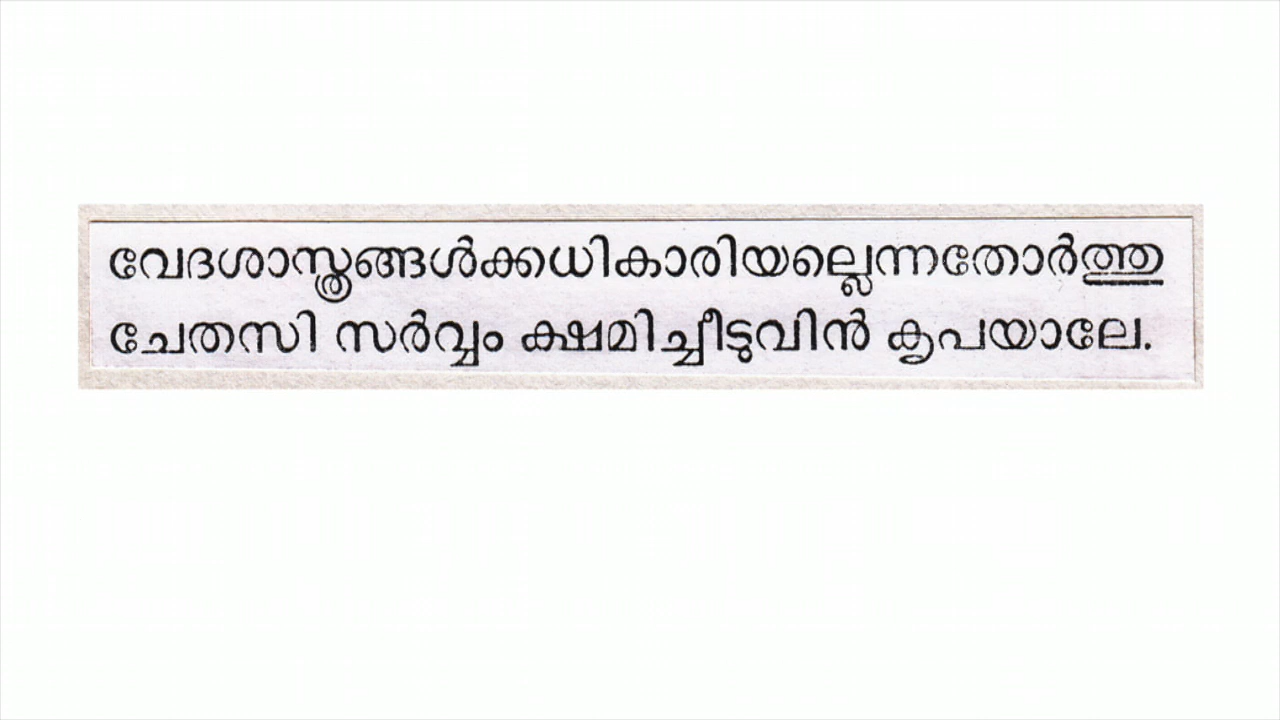 വേദശാസ്ത്രങ്ങൾക്കധികാരിയല്ലെന്നതോർത്തു
ചേതസി സർവ്വം ക്ഷമിച്ചീടുവിൻ കൃപയാലേ.